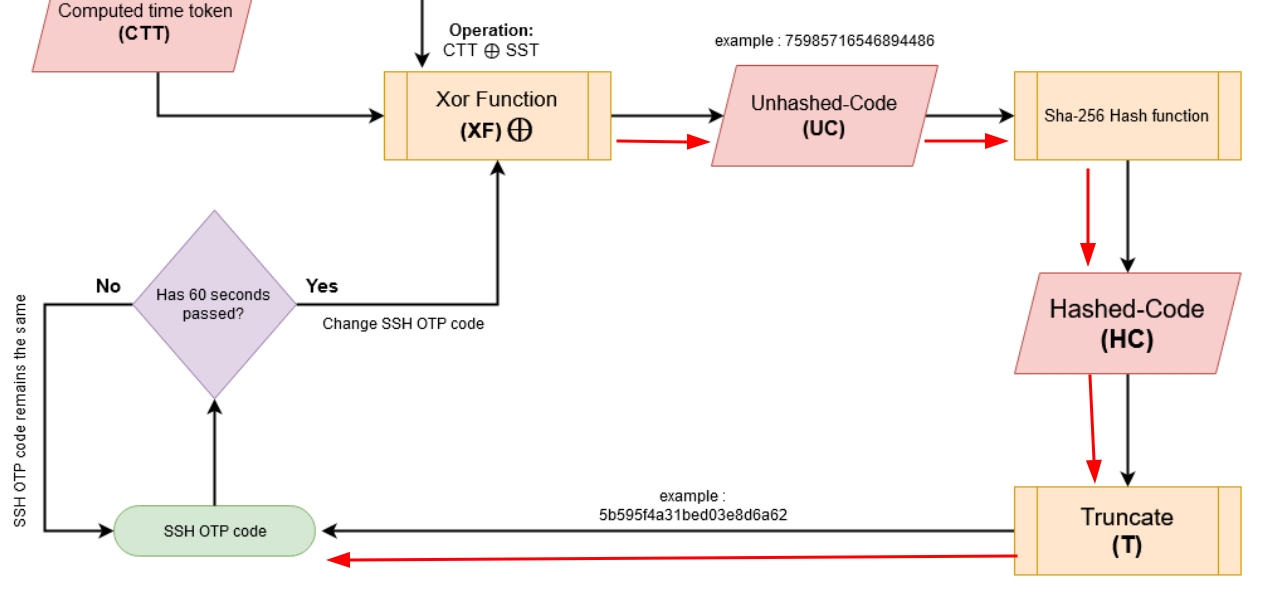 Computed time token
(CTT)
Operation:
CTT ⊕ SST
example : 75985716546894486
Xor Function
(XF) ⊕
Unhashed-Code
(UC)
Sha-256 Hash function
No
Has 60 seconds
passed?
Yes
Change SSH OTP code
SSH OTP code remains the same
Hashed-Code
(HC)
example :
5b595f4a31bed03e8d6a62
SSH OTP code
Truncate
(T)